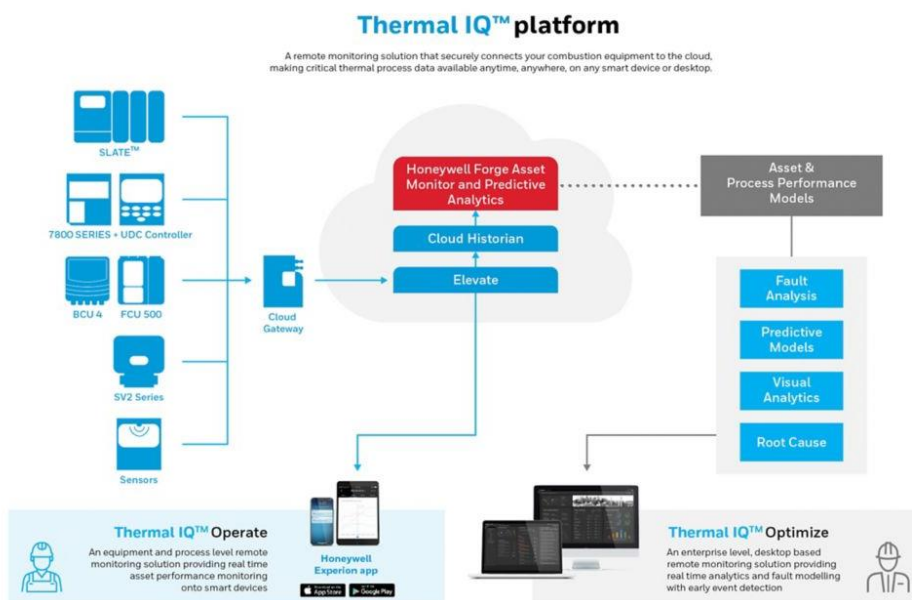 Thermal IQ™ platform
A remote monitoring solution that securely connects your combustion equipment to the cloud,
making critical thermal process data available anytime, anywhere, on any smart device or desktop.
SLATE™
7800 SERIES + UDC Controller
BCU 4
FCU 500
SV2 Series
Sensors
Cloud
Gateway
Honeywell Forge Asset
Monitor and Predictive
Analytics
Cloud Historian
Elevate
Asset &
Process Performance
Models
Fault
Analysis
Predictive
Models
Visual
Analytics
Root Cause
Thermal IQ™ Operate
An equipment and process level remote
monitoring solution providing real time
asset performance monitoring
onto smart devices
Honeywell
Experion app
App Store
Google Play
Thermal IQ™ Optimize
An enterprise level, desktop based
remote monitoring solution providing
real time analytics and fault modelling
with early event detection